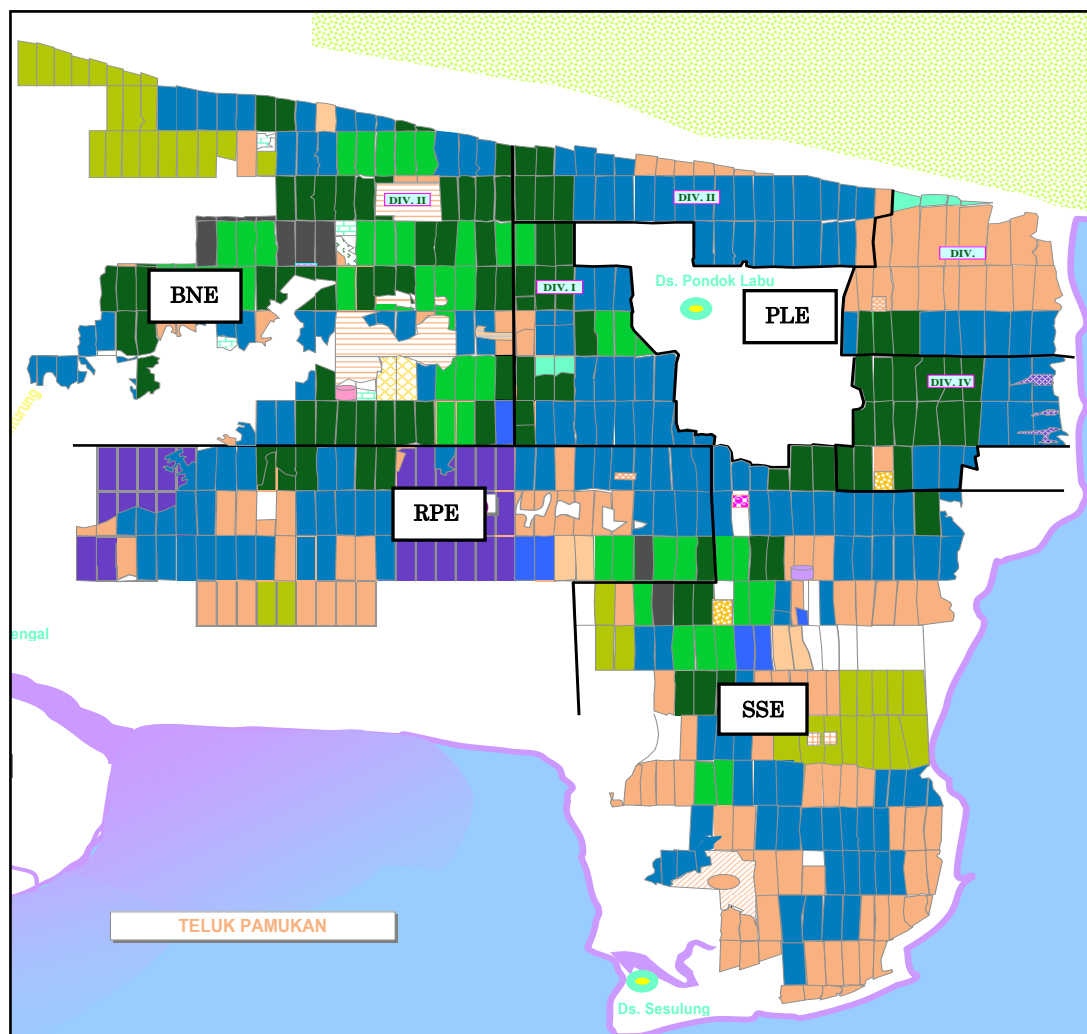 DIV. II
DIV. II
DIV.
Ds. Pondok Labu
DIV. I
BNE
PLE
DIV. IV
RPE
engal
SSE
TELUK PAMUKAN
Ds. Sesulung